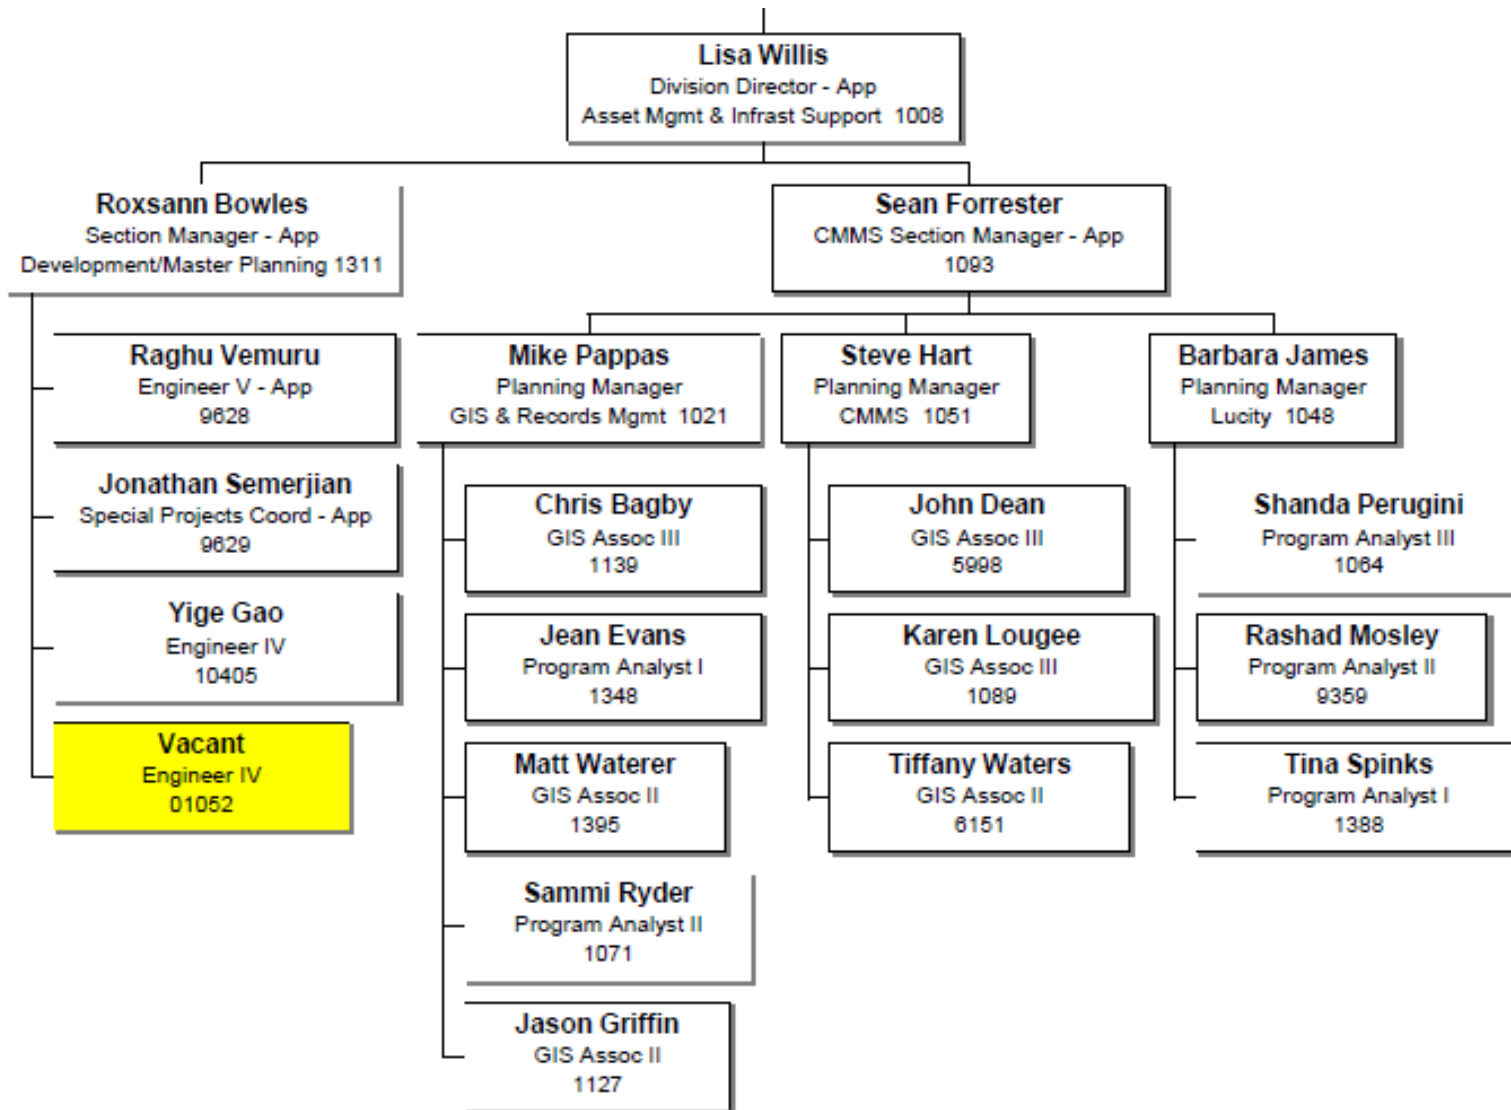 Lisa Willis
Division Director - App
Asset Mgmt & Infrast Support 1008
Roxsann Bowles
Section Manager - App
Development/Master Planning 1311
Sean Forrester
CMMS Section Manager - App
1093
Raghu Vemuru
Engineer V - App
9628
Jonathan Semerjian
Special Projects Coord - App
9629
Yige Gao
Engineer IV
10405
Vacant
Engineer IV
01052
Mike Pappas
Planning Manager
GIS & Records Mgmt 1021
Chris Bagby
GIS Assoc III
1139
Jean Evans
Program Analyst I
1348
Matt Waterer
GIS Assoc II
1395
Sammi Ryder
Program Analyst II
1071
Jason Griffin
GIS Assoc II
1127
Steve Hart
Planning Manager
CMMS 1051
John Dean
GIS Assoc III
5998
Karen Lougee
GIS Assoc III
1089
Tiffany Waters
GIS Assoc II
6151
Barbara James
Planning Manager
Lucity 1048
Shanda Perugini
Program Analyst III
1064
Rashad Mosley
Program Analyst II
9359
Tina Spinks
Program Analyst I
1388